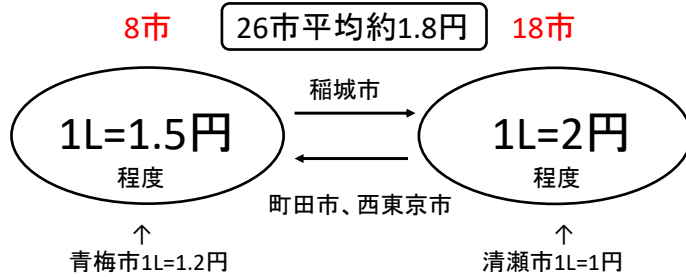 8市
26市平均約1.8円
18市
稲城市
1L=1.5円
程度
1L=2円
程度
町田市、西東京市
↑
青梅市1L=1.2円
↑
清瀬市1L=1円